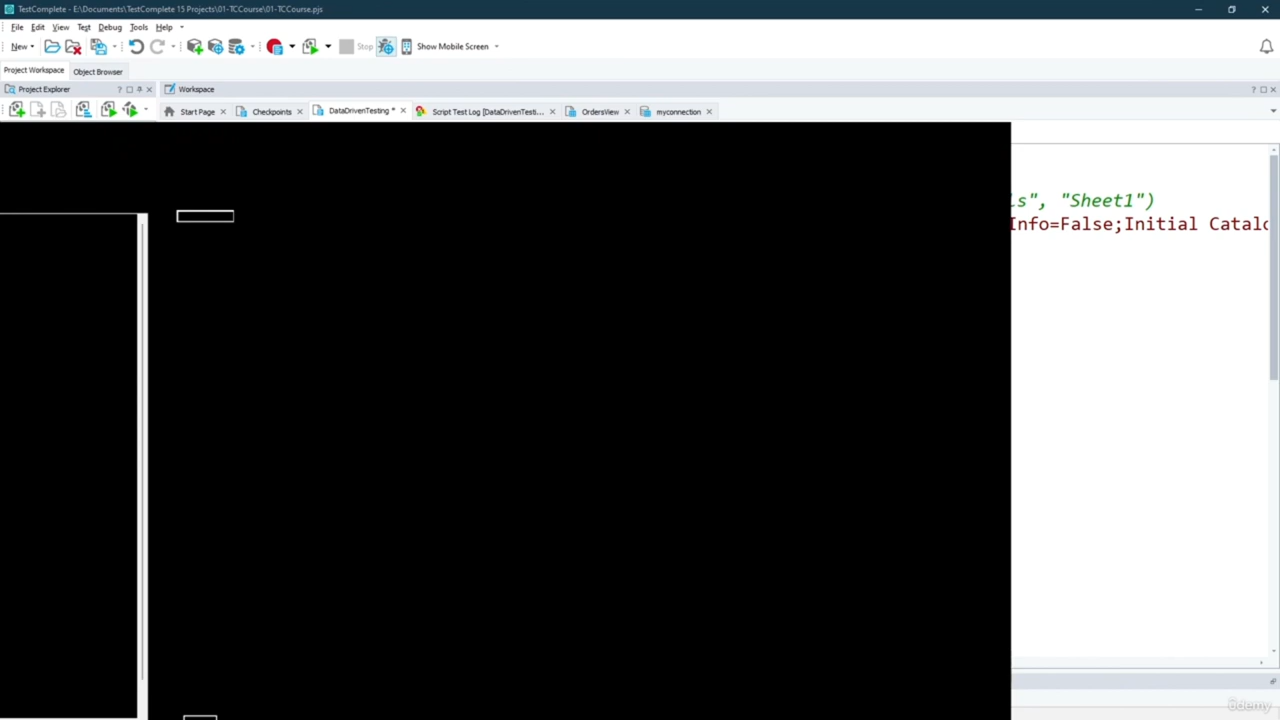 TestComplete - E:\Documents\TestComplete 15 Projects\01-TCCourse\01-TCCourse.pjs
File Edit View Test Debug Tools Help
New Stop Show Mobile Screen
Project Workspace Object Browser
Project Explorer ? Workspace ?
Start Page Checkpoints DataDrivenTesting * Script Test Log [DataDrivenTesti... OrdersView myconnection
ls", "Sheet1")
Info=False;Initial Catalo
ûdemy